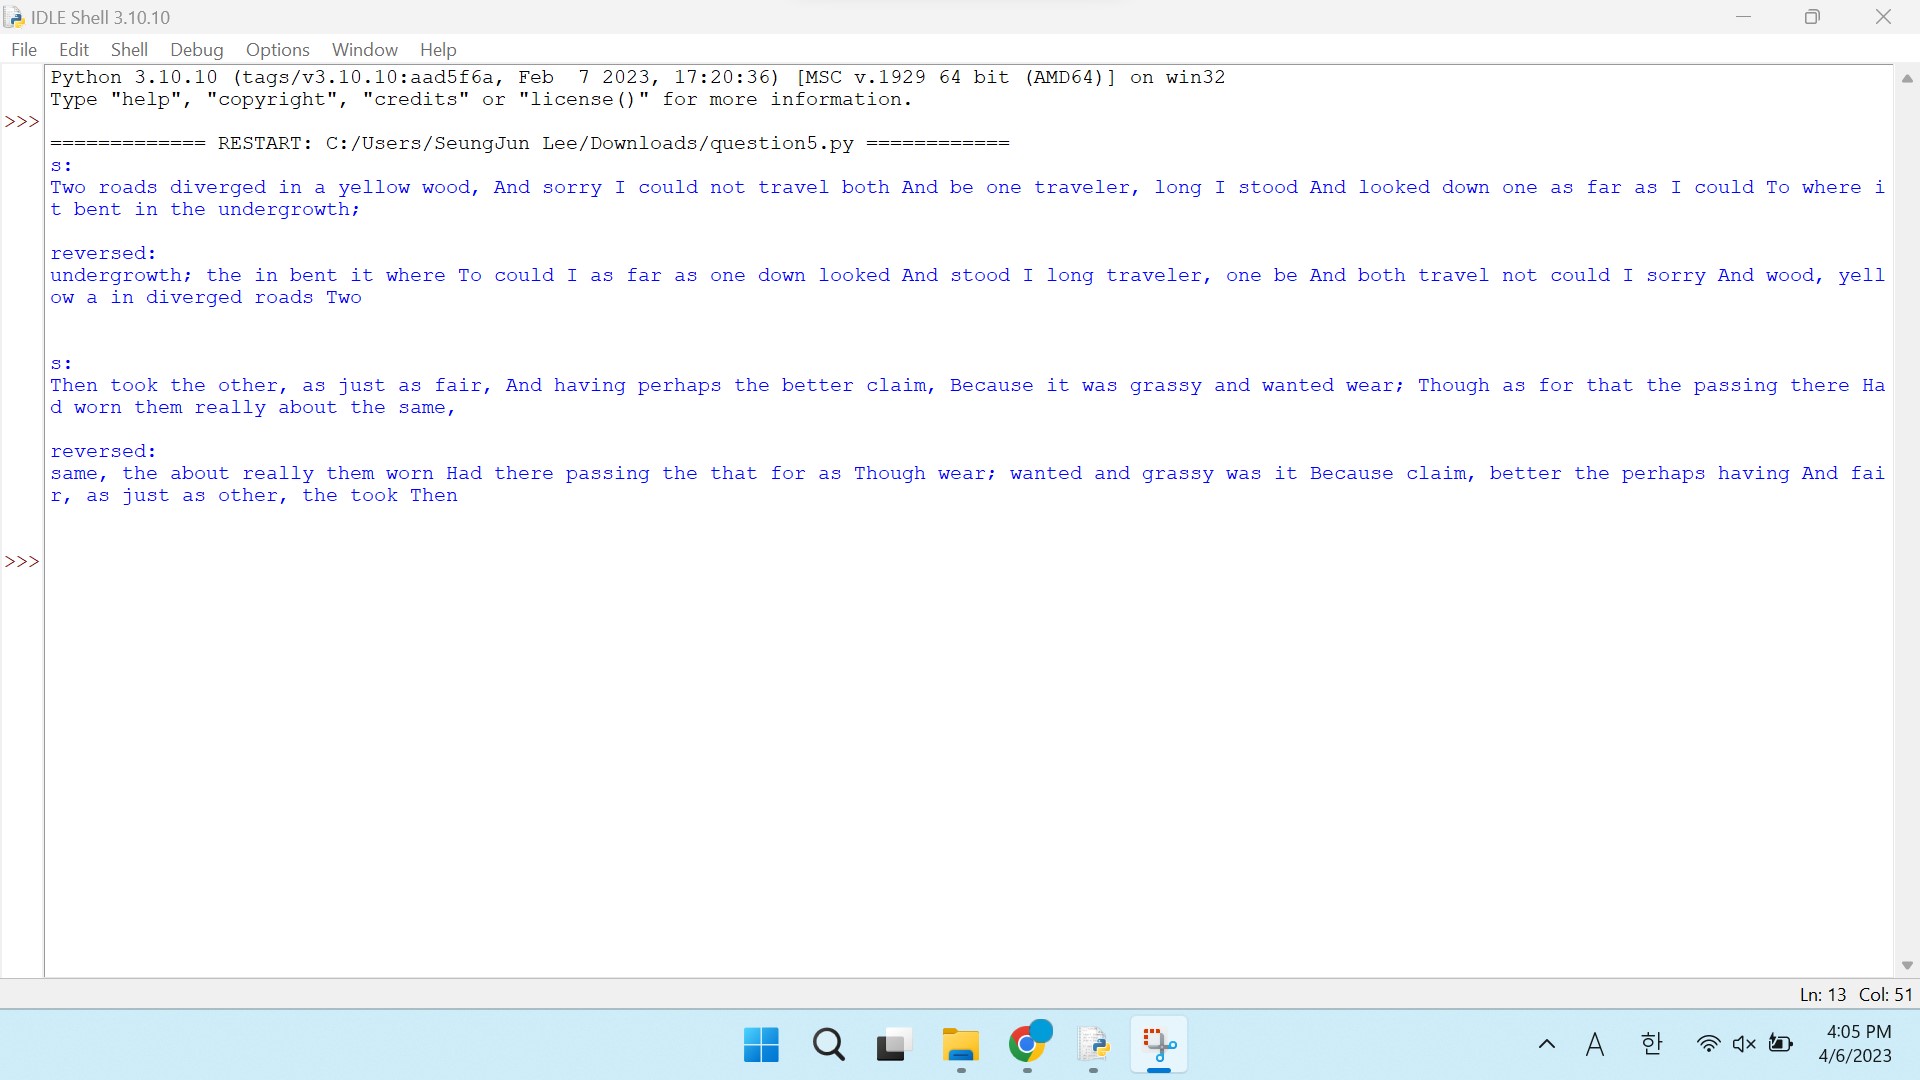 IDLE Shell 3.10.10
File Edit Shell Debug Options Window Help
Python 3.10.10 (tags/v3.10.10:aad5f6a, Feb  7 2023, 17:20:36) [MSC v.1929 64 bit (AMD64)] on win32
Type "help", "copyright", "credits" or "license()" for more information.
>>>
============= RESTART: C:/Users/SeungJun Lee/Downloads/question5.py ============
s:
Two roads diverged in a yellow wood, And sorry I could not travel both And be one traveler, long I stood And looked down one as far as I could To where i
t bent in the undergrowth;
reversed:
undergrowth; the in bent it where To could I as far as one down looked And stood I long traveler, one be And both travel not could I sorry And wood, yell
ow a in diverged roads Two
s:
Then took the other, as just as fair, And having perhaps the better claim, Because it was grassy and wanted wear; Though as for that the passing there Ha
d worn them really about the same,
reversed:
same, the about really them worn Had there passing the that for as Though wear; wanted and grassy was it Because claim, better the perhaps having And fai
r, as just as other, the took Then
>>>
Ln: 13 Col: 51
A 한
4:05 PM
4/6/2023